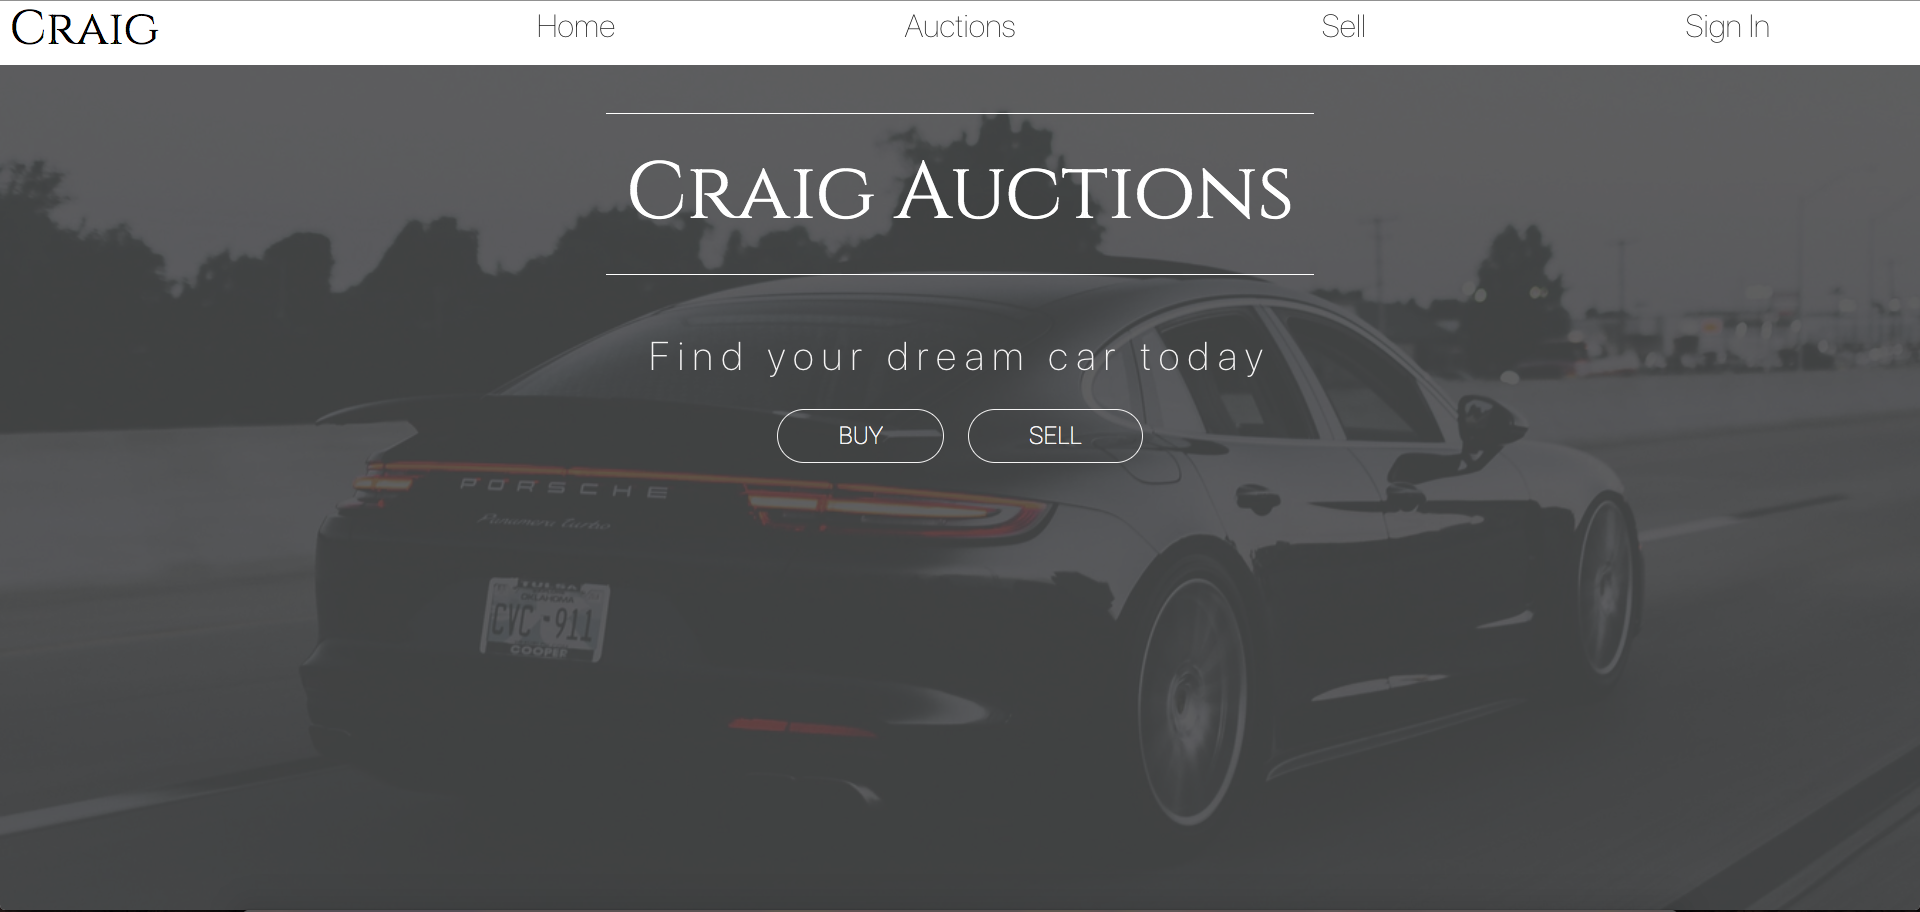 CRAIG
Home
Auctions
Sell
Sign In
CRAIG AUCTIONS
Find your dream car today
BUY
SELL
PORSCHE
Panamera turbo
TULSA
OKLAHOMA
CVC-911
COOPER